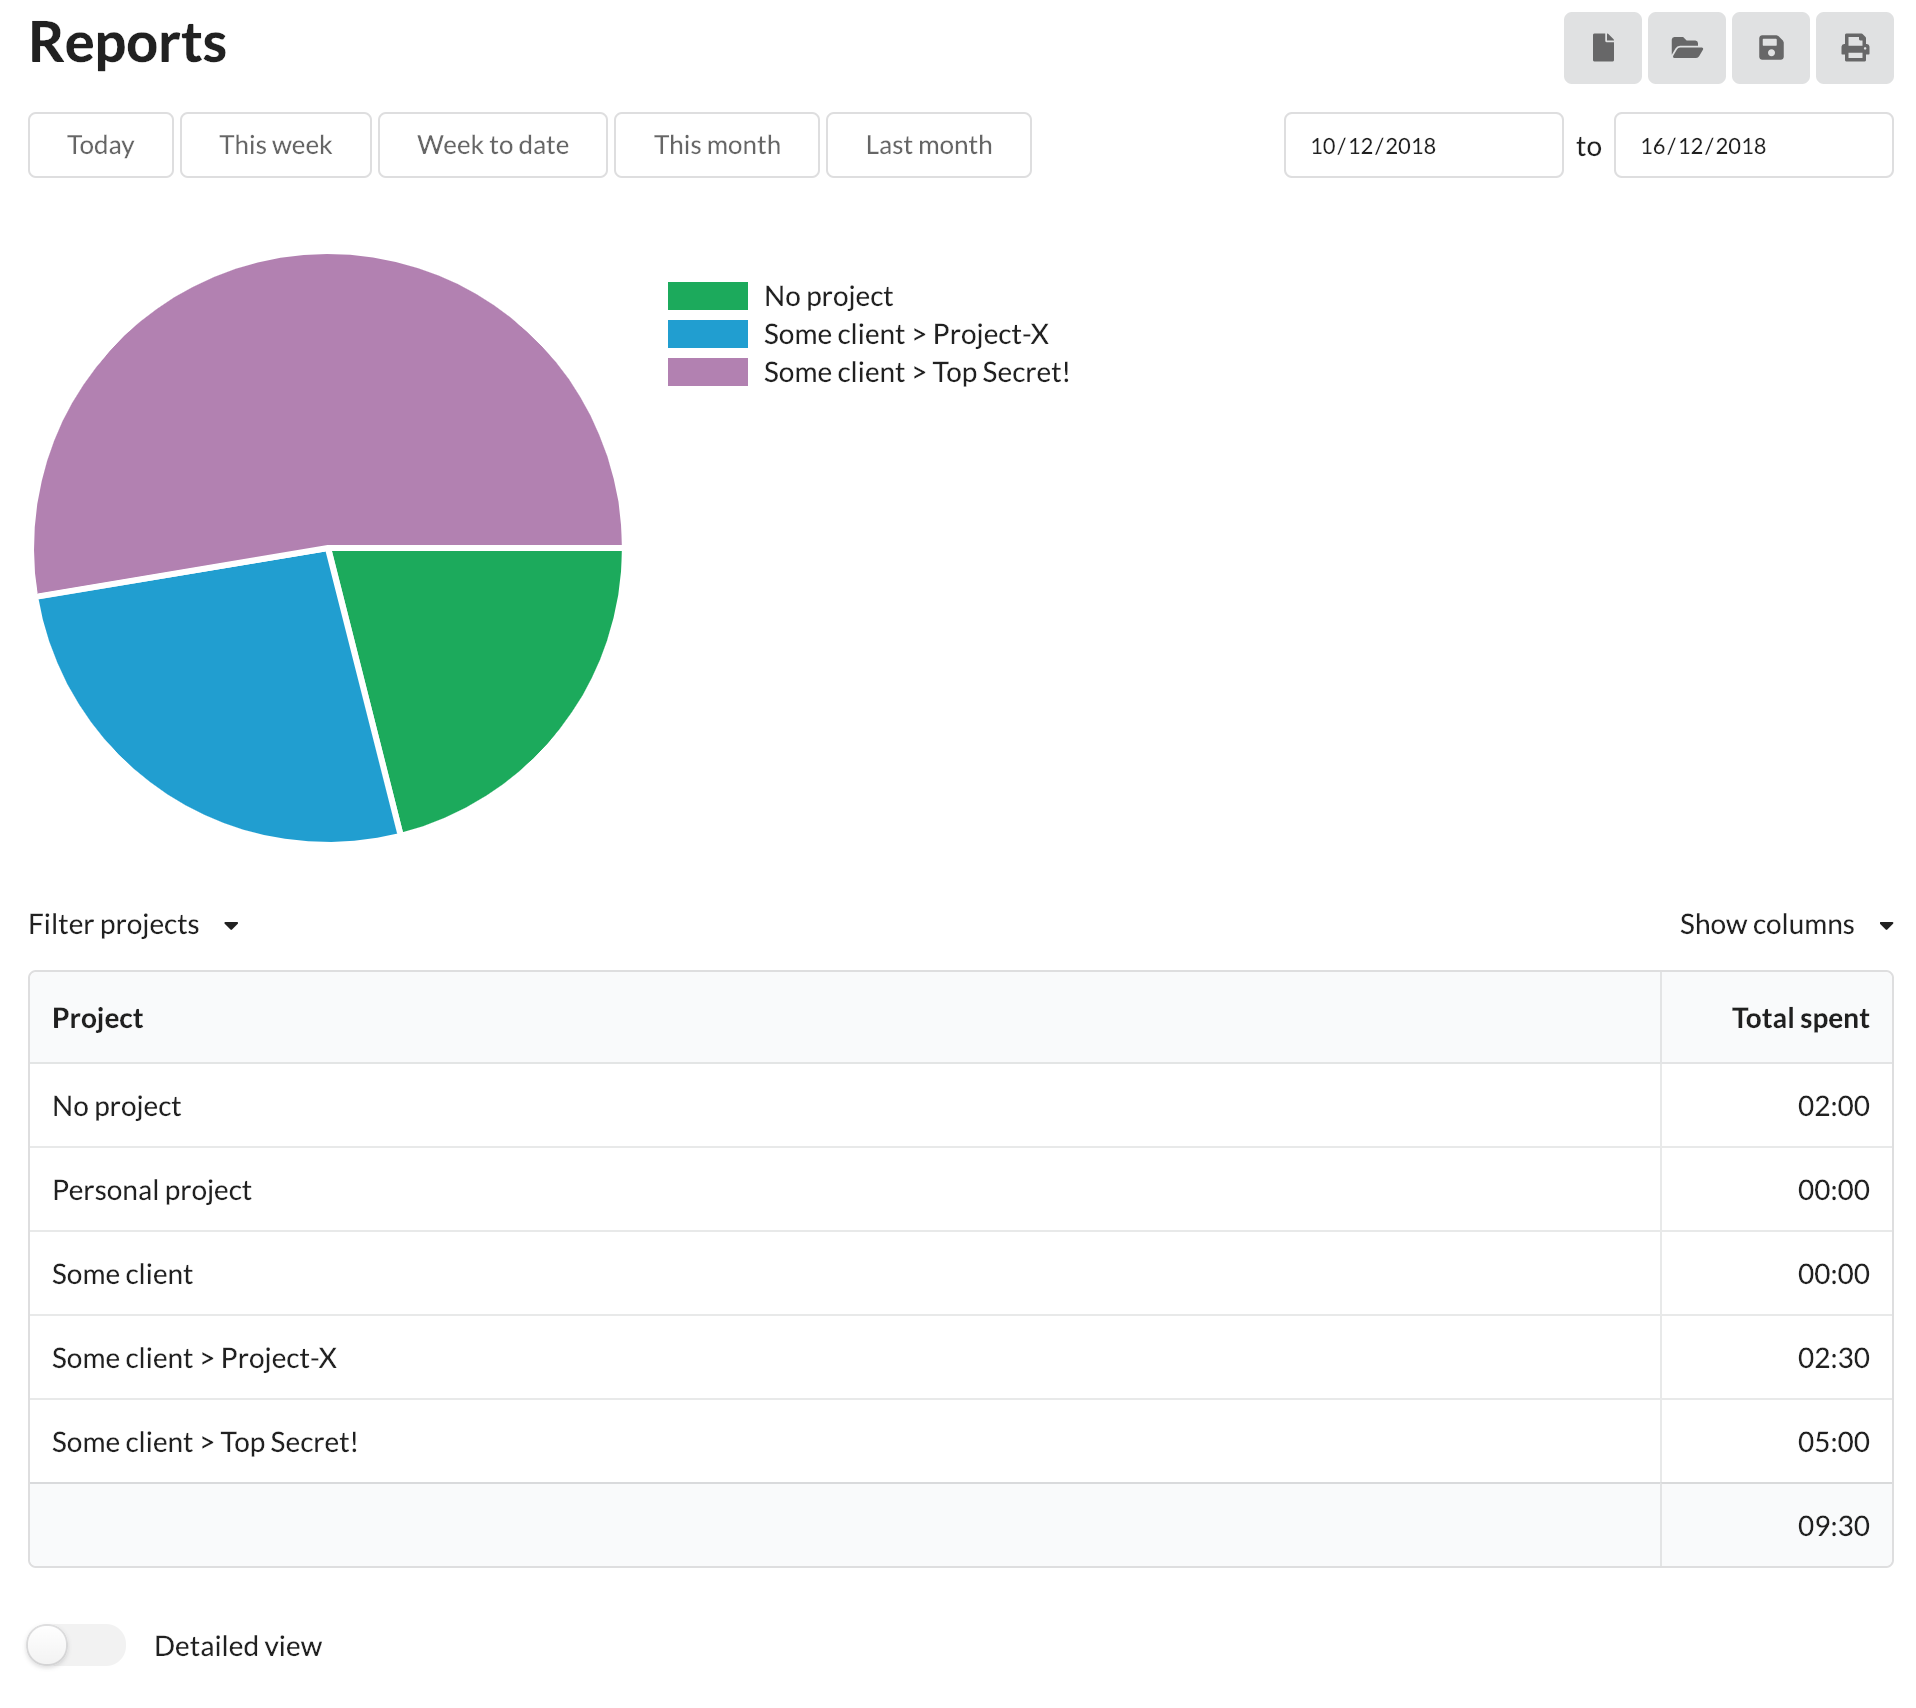 Reports
Today This week Week to date This month Last month 10/12/2018 to 16/12/2018
No project
Some client > Project-X
Some client > Top Secret!
Filter projects Show columns
Project Total spent
No project 02:00
Personal project 00:00
Some client 00:00
Some client > Project-X 02:30
Some client > Top Secret! 05:00
09:30
Detailed view